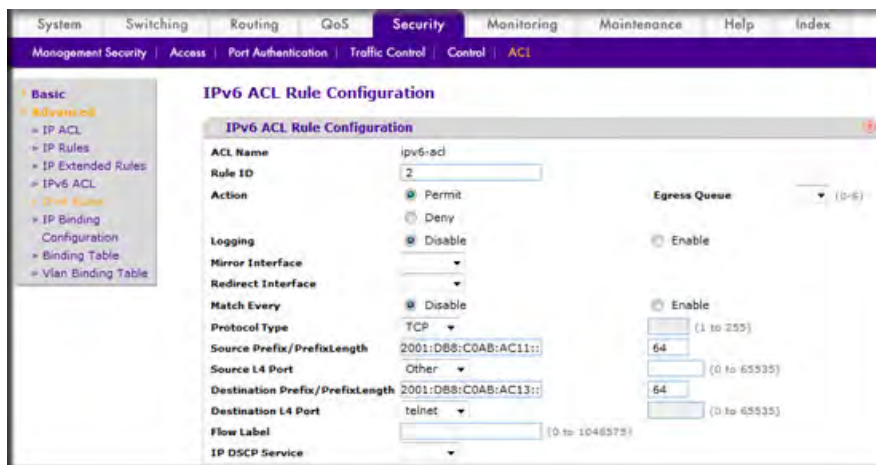 System Switching Routing QoS Security Monitoring Maintenance Help Index
Management Security Access Port Authentication Traffic Control Control ACL
Basic
Advanced
IP ACL
IP Rules
IP Extended Rules
IPv6 ACL
IPv6 Rules
IP Binding
Configuration
Binding Table
Vlan Binding Table
IPv6 ACL Rule Configuration
IPv6 ACL Rule Configuration
ACL Name ipv6-acl
Rule ID 2
Action Permit Egress Queue (0-6)
Deny
Logging Disable Enable
Mirror Interface
Redirect Interface
Match Every Disable Enable
Protocol Type TCP (1 to 255)
Source Prefix/PrefixLength 2001:DB8:C0AB:AC11:: 64
Source L4 Port Other (0 to 65535)
Destination Prefix/PrefixLength 2001:DB8:C0AB:AC13:: 64
Destination L4 Port telnet (0 to 65535)
Flow Label (0 to 1048575)
IP DSCP Service